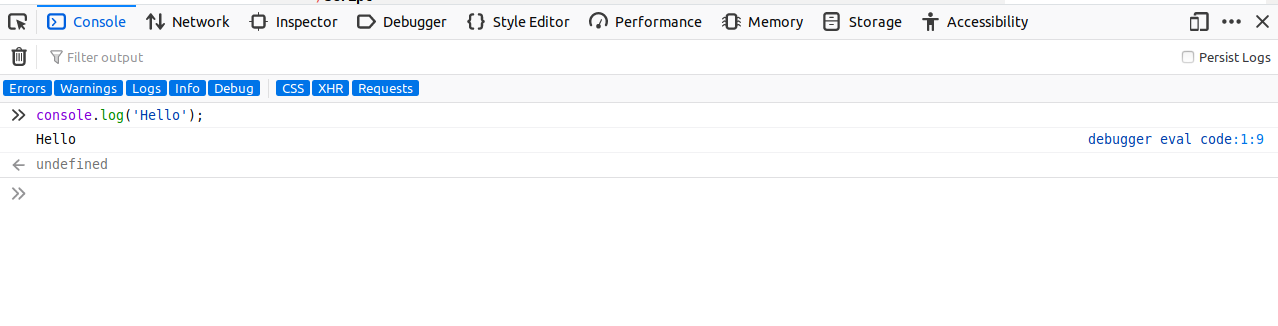 Console Network Inspector Debugger Style Editor Performance Memory Storage Accessibility
Filter output Persist Logs
Errors Warnings Logs Info Debug CSS XHR Requests
console.log('Hello');
Hello debugger eval code:1:9
undefined